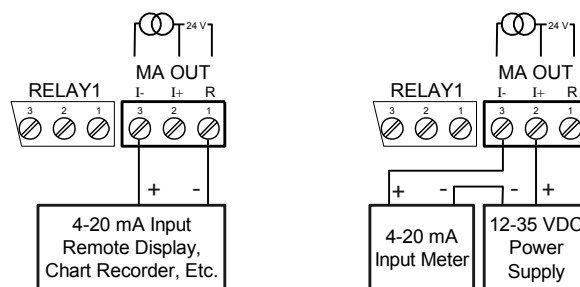 24 V
MA OUT
RELAY1 I- I+ R
3 2 1 3 2 1
+ -
4-20 mA Input
Remote Display,
Chart Recorder, Etc.
24 V
MA OUT
RELAY1 I- I+ R
3 2 1 3 2 1
+ - - +
4-20 mA
Input Meter
12-35 VDC
Power
Supply